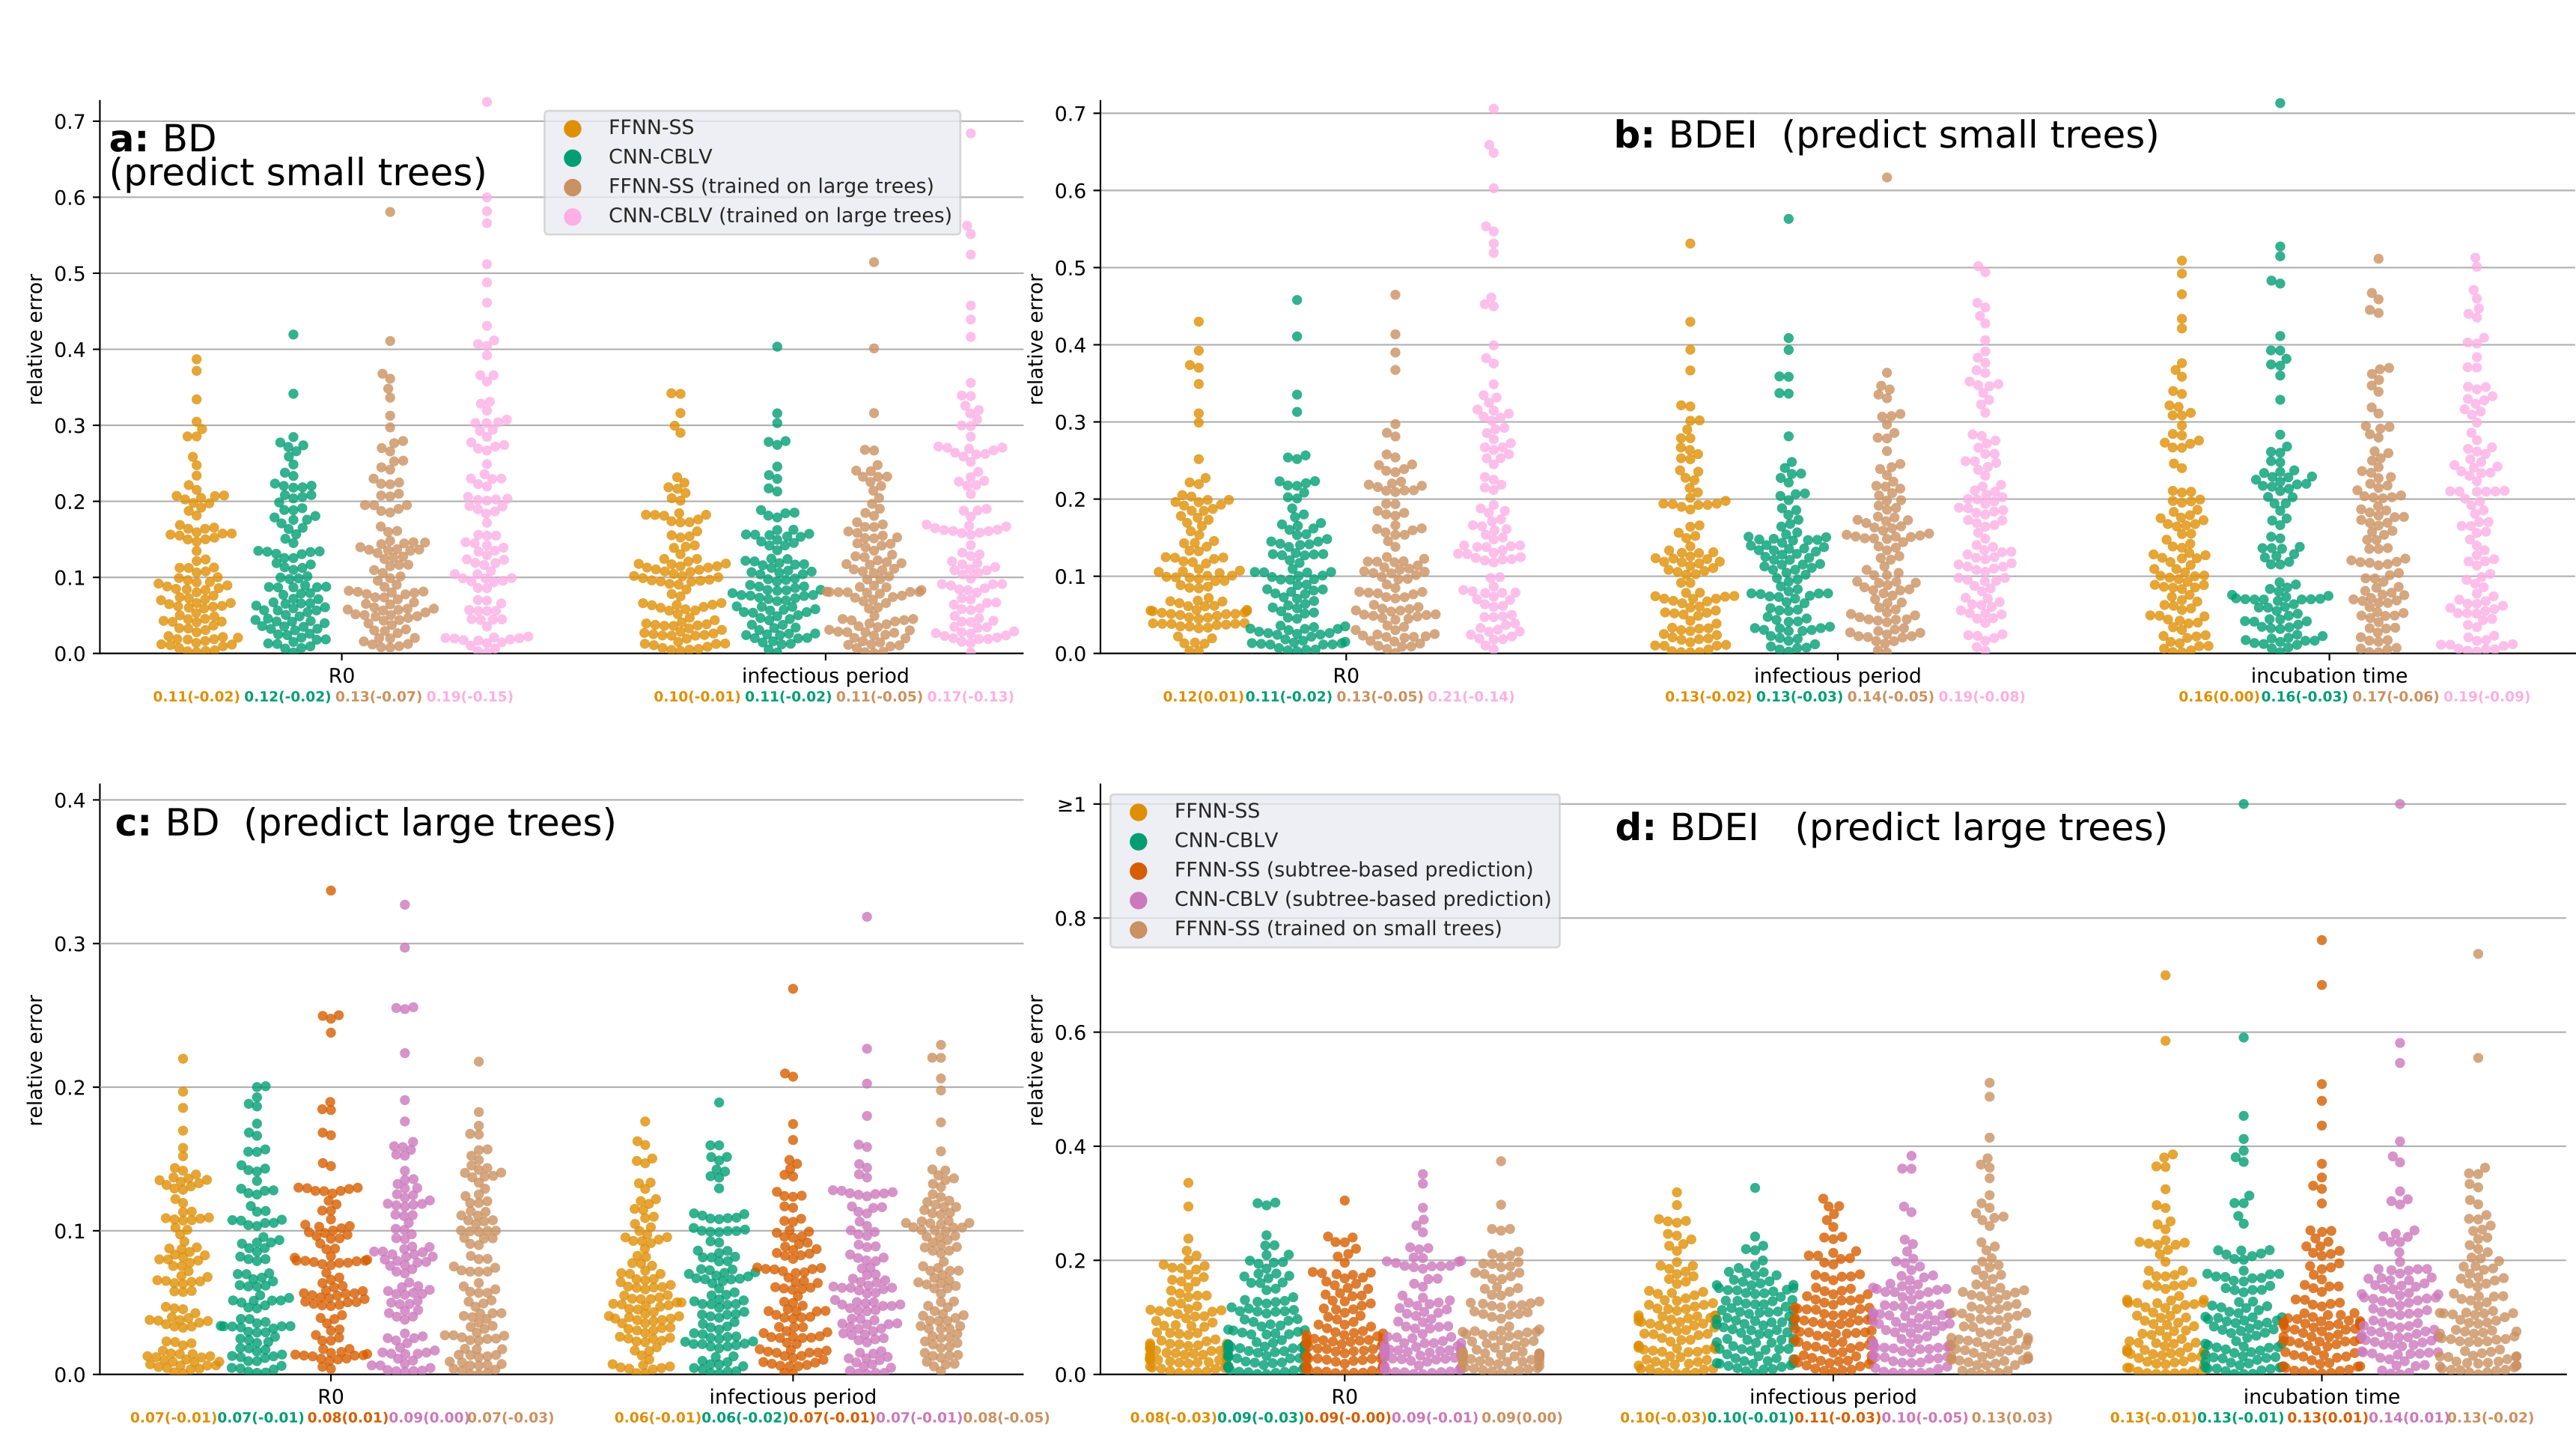 a: BD
(predict small trees)
FFNN-SS
CNN-CBLV
FFNN-SS (trained on large trees)
CNN-CBLV (trained on large trees)
relative error
0.7
0.6
0.5
0.4
0.3
0.2
0.1
0.0
R0
infectious period
0.11(-0.02) 0.12(-0.02) 0.13(-0.07) 0.19(-0.15)
0.10(-0.01) 0.11(-0.02) 0.11(-0.05) 0.17(-0.13)
b: BDEI (predict small trees)
relative error
0.7
0.6
0.5
0.4
0.3
0.2
0.1
0.0
R0
infectious period
incubation time
0.12(0.01) 0.11(-0.02) 0.13(-0.05) 0.21(-0.14)
0.13(-0.02) 0.13(-0.03) 0.14(-0.05) 0.19(-0.08)
0.16(0.00) 0.16(-0.03) 0.17(-0.06) 0.19(-0.09)
c: BD (predict large trees)
relative error
0.4
0.3
0.2
0.1
0.0
R0
infectious period
0.07(-0.01) 0.07(-0.01) 0.08(0.01) 0.09(0.00) 0.07(-0.03)
0.06(-0.01) 0.06(-0.02) 0.07(-0.01) 0.07(-0.01) 0.08(-0.05)
d: BDEI (predict large trees)
FFNN-SS
CNN-CBLV
FFNN-SS (subtree-based prediction)
CNN-CBLV (subtree-based prediction)
FFNN-SS (trained on small trees)
relative error
≥1
0.8
0.6
0.4
0.2
0.0
R0
infectious period
incubation time
0.08(-0.03) 0.09(-0.03) 0.09(-0.00) 0.09(-0.01) 0.09(0.00)
0.10(-0.03) 0.10(-0.01) 0.11(-0.03) 0.10(-0.05) 0.13(0.03)
0.13(-0.01) 0.13(-0.01) 0.13(0.01) 0.14(0.01) 0.13(-0.02)